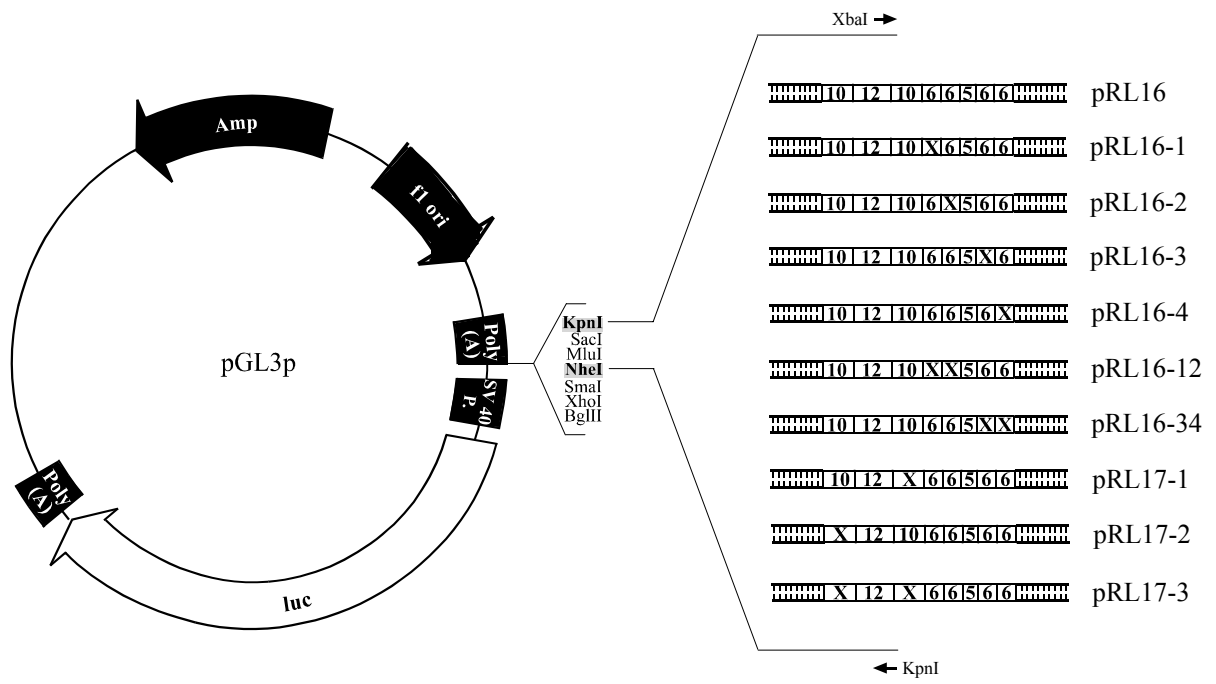 Amp
f1 ori
Poly
(A)
SV 40
P.
luc
Poly
(A)
pGL3p
KpnI
SacI
MluI
NheI
SmaI
XhoI
BglII
XbaI
10 12 10 6 6 5 6 6 pRL16
10 12 10 X 6 5 6 6 pRL16-1
10 12 10 6 X 5 6 6 pRL16-2
10 12 10 6 6 5 X 6 pRL16-3
10 12 10 6 6 5 6 X pRL16-4
10 12 10 X X 5 6 6 pRL16-12
10 12 10 6 6 5 X X pRL16-34
10 12 X 6 6 5 6 6 pRL17-1
X 12 10 6 6 5 6 6 pRL17-2
X 12 X 6 6 5 6 6 pRL17-3
KpnI